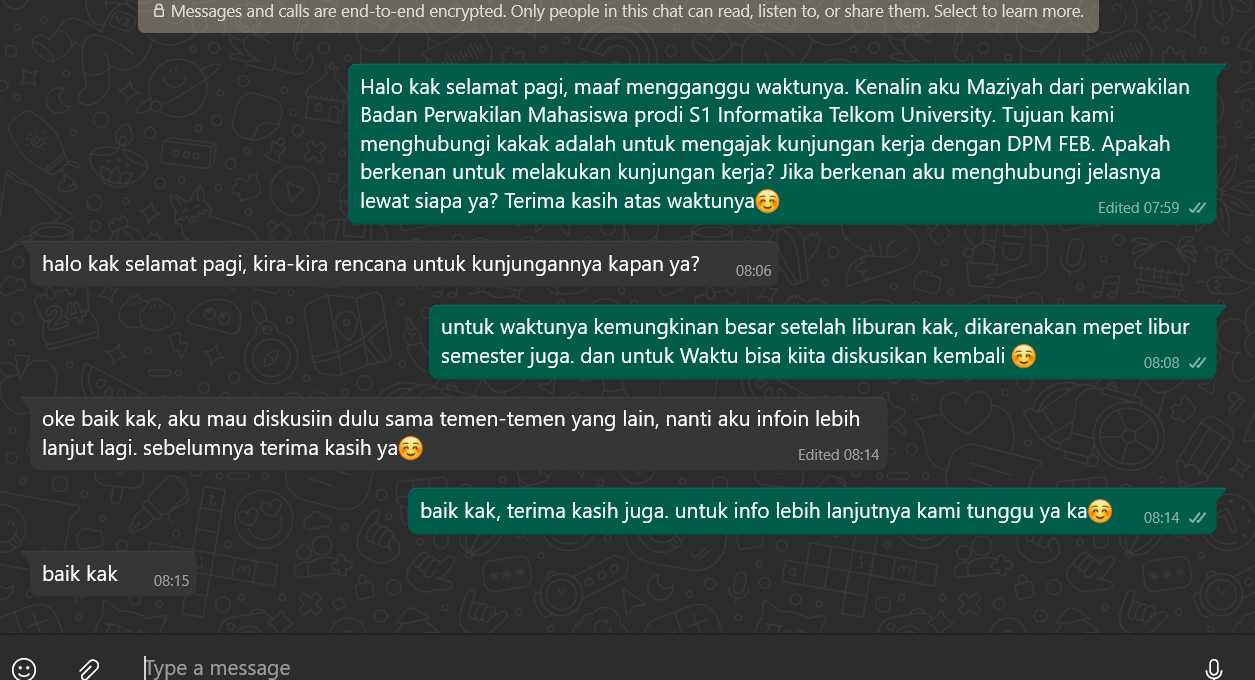 Messages and calls are end-to-end encrypted. Only people in this chat can read, listen to, or share them. Select to learn more.
Halo kak selamat pagi, maaf mengganggu waktunya. Kenalin aku Maziyah dari perwakilan
Badan Perwakilan Mahasiswa prodi S1 Informatika Telkom University. Tujuan kami
menghubungi kakak adalah untuk mengajak kunjungan kerja dengan DPM FEB. Apakah
berkenan untuk melakukan kunjungan kerja? Jika berkenan aku menghubungi jelasnya
lewat siapa ya? Terima kasih atas waktunya☺️
Edited 07:59
halo kak selamat pagi, kira-kira rencana untuk kunjungannya kapan ya?
08:06
untuk waktunya kemungkinan besar setelah liburan kak, dikarenakan mepet libur
semester juga. dan untuk Waktu bisa kiita diskusikan kembali ☺️
08:08
oke baik kak, aku mau diskusiin dulu sama temen-temen yang lain, nanti aku infoin lebih
lanjut lagi. sebelumnya terima kasih ya☺️
Edited 08:14
baik kak, terima kasih juga. untuk info lebih lanjutnya kami tunggu ya ka☺️
08:14
baik kak
08:15
Type a message